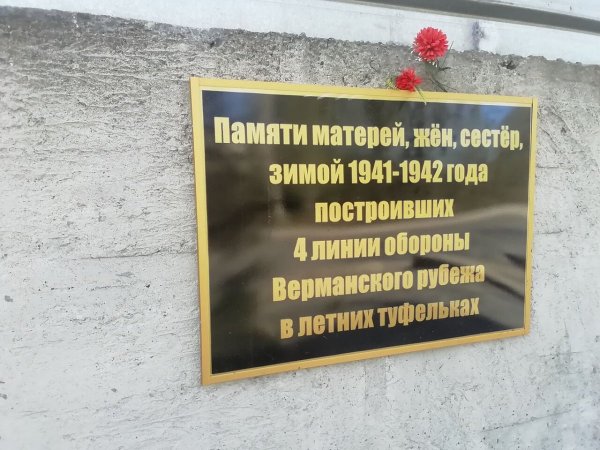 Памяти матерей, жён, сестёр,
зимой 1941-1942 года
построивших
4 линии обороны
Верманского рубежа
в летних туфельках